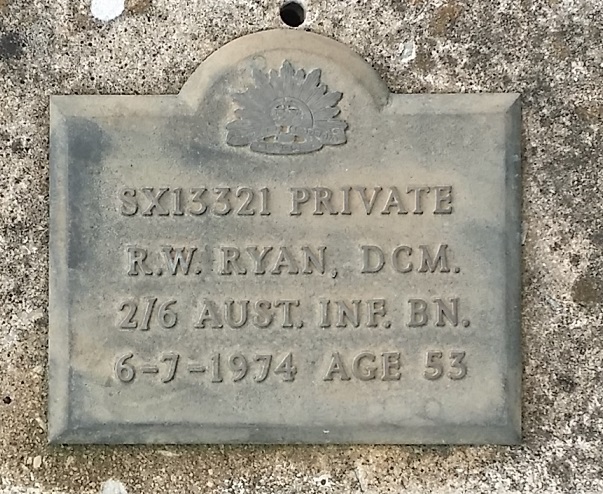 SX13321 PRIVATE
R.W. RYAN, DCM.
2/6 AUST. INF. BN.
6-7-1974 AGE 53